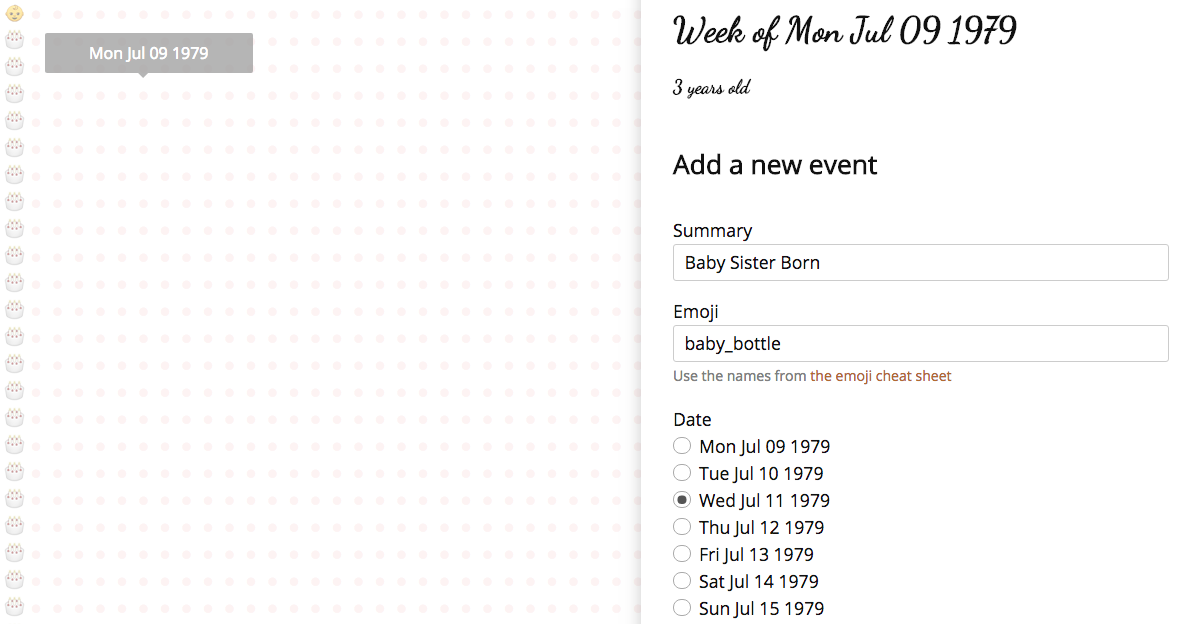 Mon Jul 09 1979
Week of Mon Jul 09 1979
3 years old
Add a new event
Summary
Baby Sister Born
Emoji
baby_bottle
Use the names from the emoji cheat sheet
Date
Mon Jul 09 1979
Tue Jul 10 1979
Wed Jul 11 1979
Thu Jul 12 1979
Fri Jul 13 1979
Sat Jul 14 1979
Sun Jul 15 1979